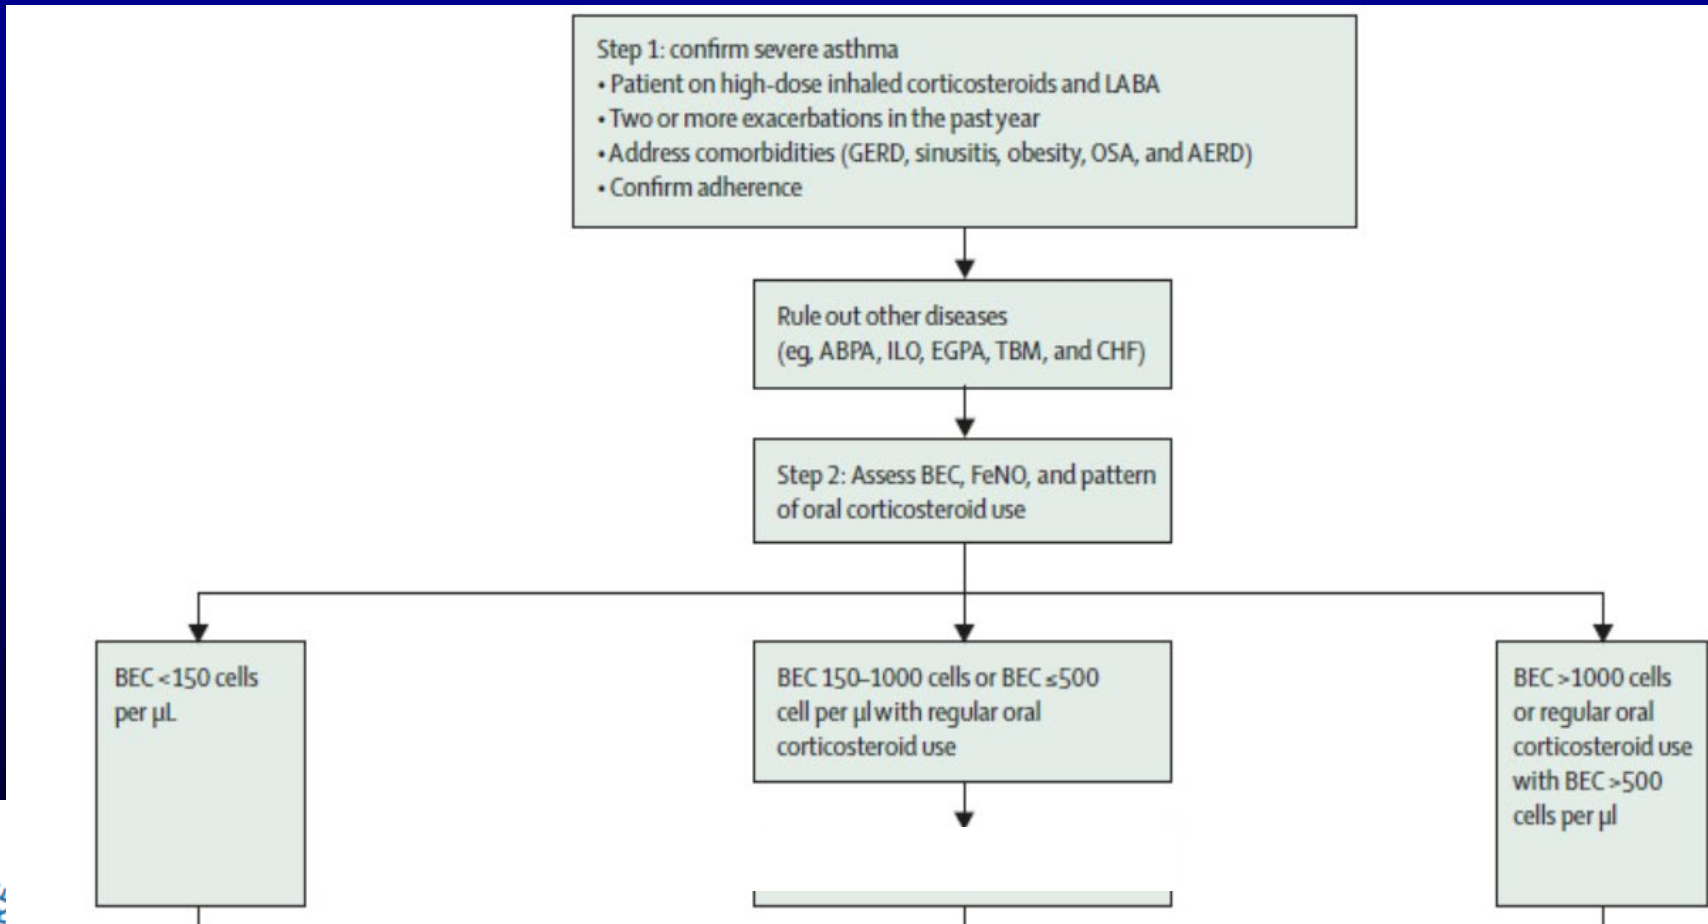 Step 1: confirm severe asthma
• Patient on high-dose inhaled corticosteroids and LABA
• Two or more exacerbations in the past year
• Address comorbidities (GERD, sinusitis, obesity, OSA, and AERD)
• Confirm adherence
Rule out other diseases
(eg, ABPA, ILO, EGPA, TBM, and CHF)
Step 2: Assess BEC, FeNO, and pattern
of oral corticosteroid use
BEC <150 cells
per µL
BEC 150–1000 cells or BEC ≤500
cell per µl with regular oral
corticosteroid use
BEC >1000 cells
or regular oral
corticosteroid use
with BEC >500
cells per µl